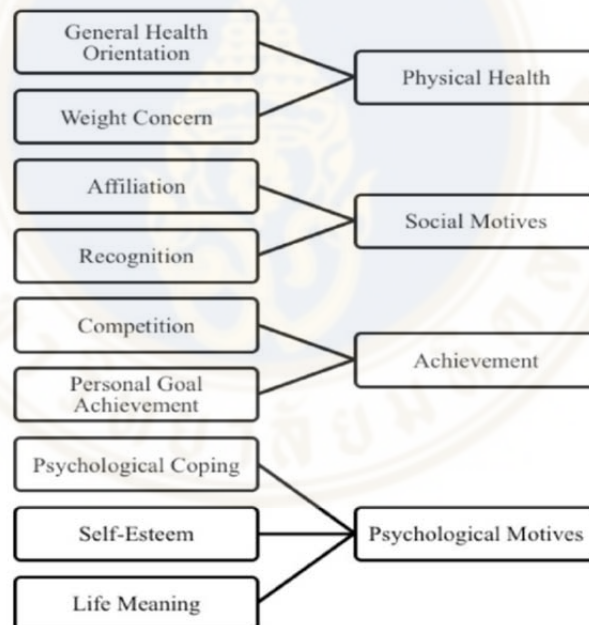 General Health
Orientation
Physical Health
Weight Concern
Affiliation
Social Motives
Recognition
Competition
Achievement
Personal Goal
Achievement
Psychological Coping
Self-Esteem
Psychological Motives
Life Meaning